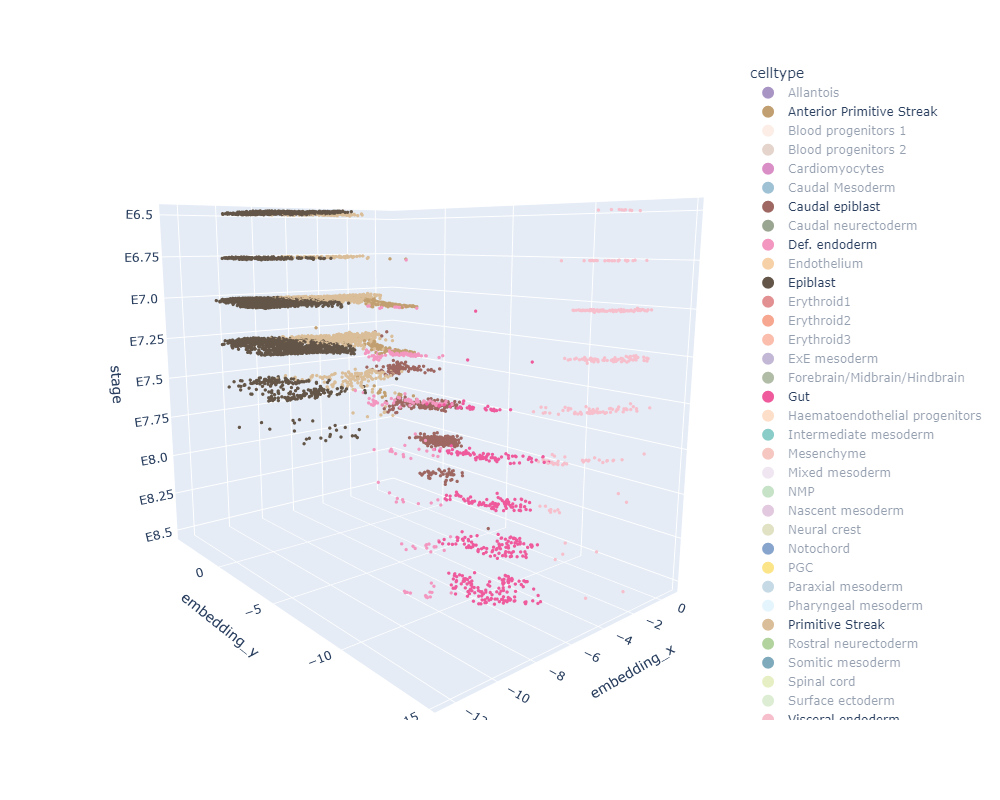 celltype
Allantois
Anterior Primitive Streak
Blood progenitors 1
Blood progenitors 2
Cardiomyocytes
Caudal Mesoderm
Caudal epiblast
Caudal neurectoderm
Def. endoderm
Endothelium
Epiblast
Erythroid1
Erythroid2
Erythroid3
ExE mesoderm
Forebrain/Midbrain/Hindbrain
Gut
Haematoendothelial progenitors
Intermediate mesoderm
Mesenchyme
Mixed mesoderm
NMP
Nascent mesoderm
Neural crest
Notochord
PGC
Paraxial mesoderm
Pharyngeal mesoderm
Primitive Streak
Rostral neurectoderm
Somitic mesoderm
Spinal cord
Surface ectoderm
Visceral endoderm
E6.5
E6.75
E7.0
E7.25
E7.5
E7.75
E8.0
E8.25
E8.5
stage
0
−5
−10
embedding_y
0
−2
−4
−6
−8
−10
embedding_x